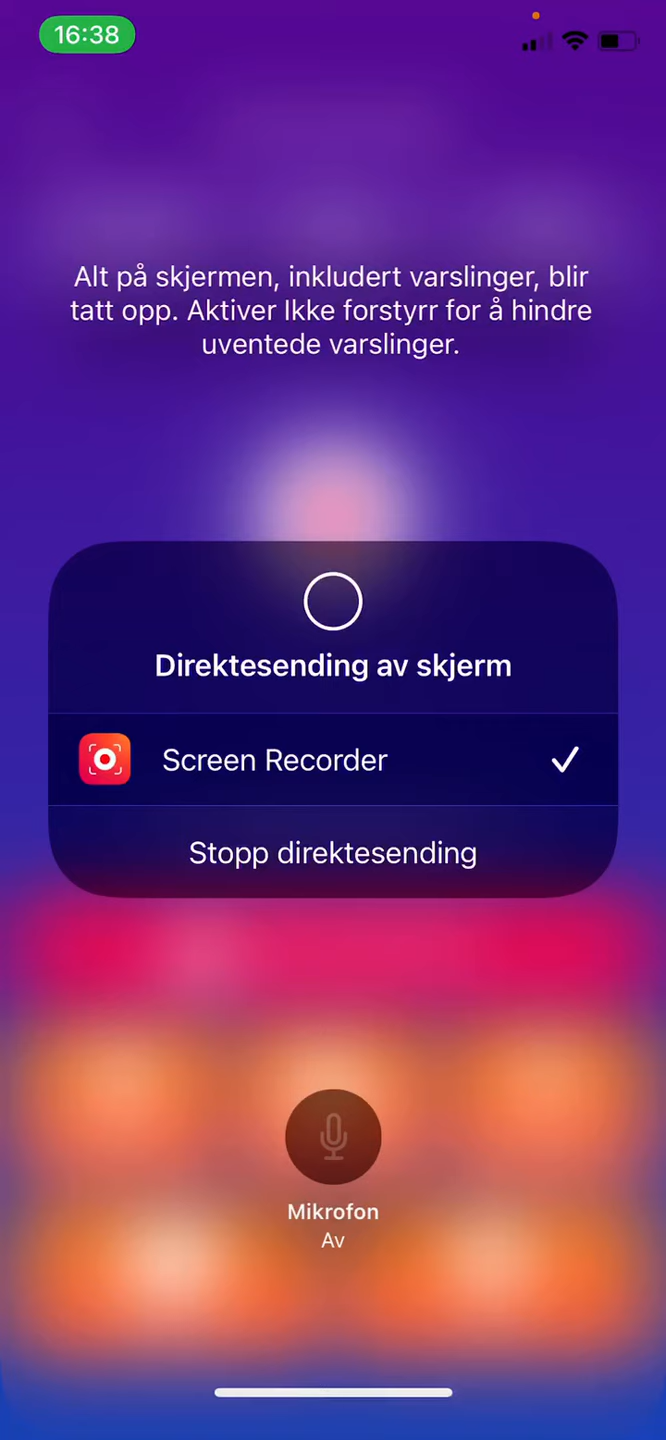 16:38
Alt på skjermen, inkludert varslinger, blir
tatt opp. Aktiver Ikke forstyrr for å hindre
uventede varslinger.
Direktesending av skjerm
Screen Recorder
Stopp direktesending
Mikrofon
Av